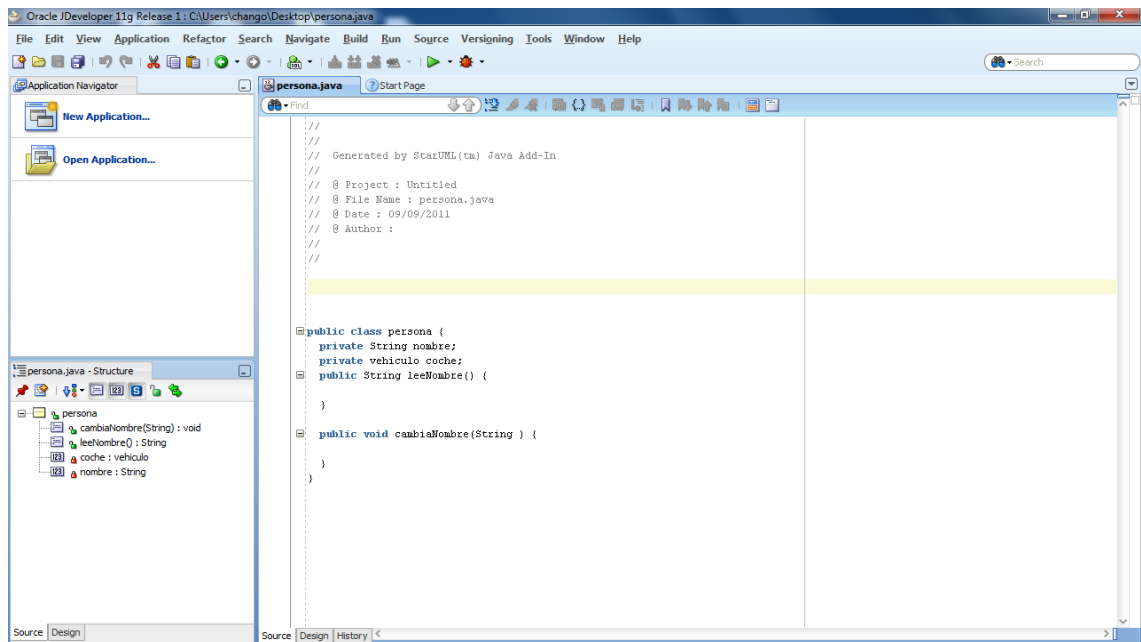 Oracle JDeveloper 11g Release 1 : C:\Users\chango\Desktop\persona.java
File Edit View Application Refactor Search Navigate Build Run Source Versioning Tools Window Help
Search
Application Navigator
New Application...
Open Application...
persona.java Start Page
Find
//
//
// Generated by StarUML(tm) Java Add-In
//
// @ Project : Untitled
// @ File Name : persona.java
// @ Date : 09/09/2011
// @ Author :
//
//
public class persona {
private String nombre;
private vehiculo coche;
public String leeNombre() {
}
public void cambiaNombre(String ) {
}
}
persona.java - Structure
persona
cambiaNombre(String) : void
leeNombre() : String
coche : vehiculo
nombre : String
Source Design
Source Design History